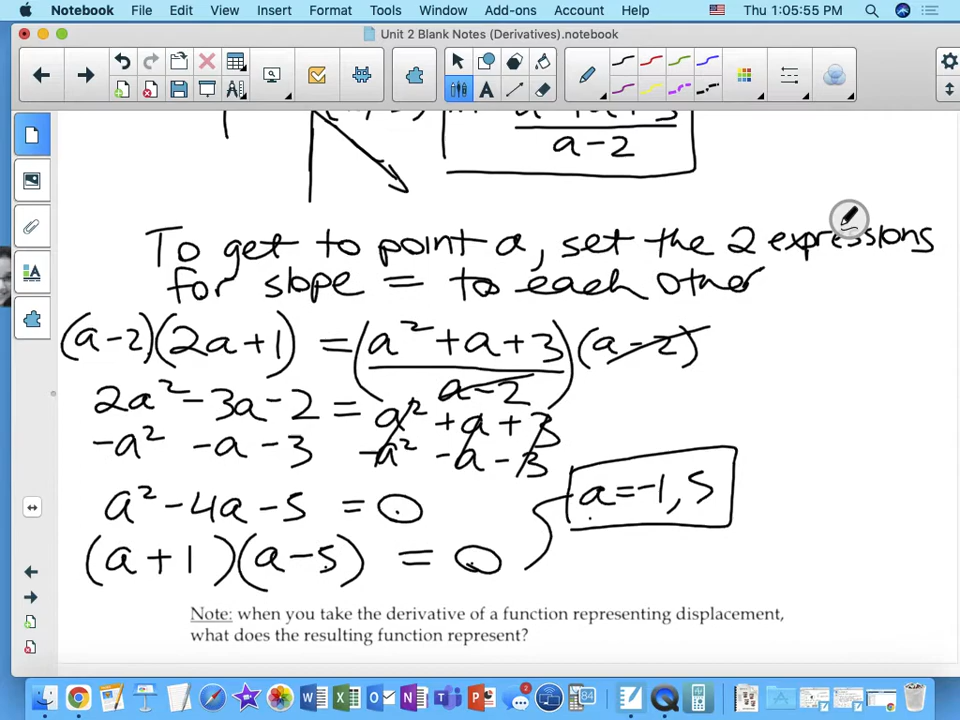 Notebook File Edit View Insert Format Tools Window Add-ons Account Help Thu 1:05:55 PM
Unit 2 Blank Notes (Derivatives).notebook
a-2
To get to point a, set the 2 expressions
for slope = to each other
(a-2)(2a+1) = (a²+a+3)(a-2)
a-2
2a²-3a-2 = a²+a+3
-a² -a -3 -a² -a -3
a²-4a-5 = 0
a=-1,5
(a+1)(a-5) = 0
Note: when you take the derivative of a function representing displacement,
what does the resulting function represent?